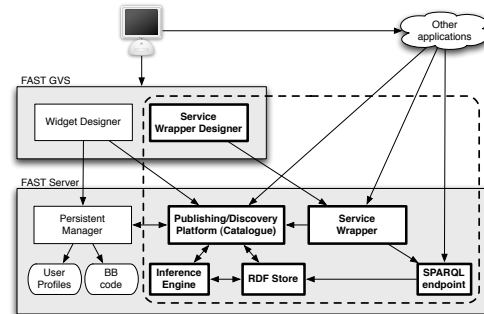 Other
applications
FAST GVS
Widget Designer
Service
Wrapper Designer
FAST Server
Persistent
Manager
Publishing/Discovery
Platform (Catalogue)
Service
Wrapper
User
Profiles
BB
code
Inference
Engine
RDF Store
SPARQL
endpoint